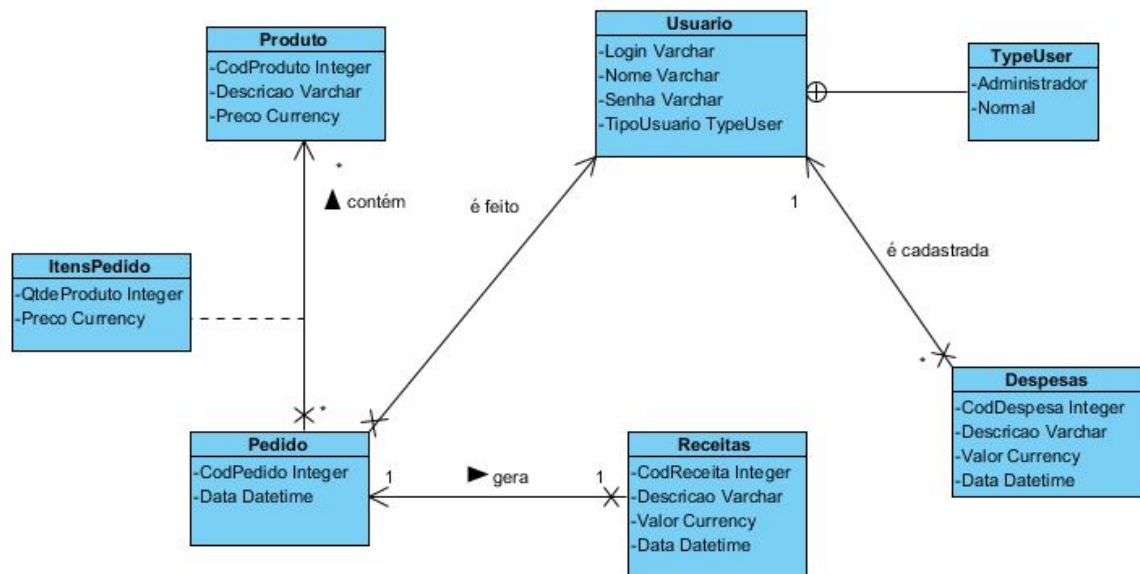 Produto
-CodProduto Integer
-Descricao Varchar
-Preco Currency
Usuario
-Login Varchar
-Nome Varchar
-Senha Varchar
-TipoUsuario TypeUser
TypeUser
-Administrador
-Normal
*
contém
é feito
1
é cadastrada
*
ItensPedido
-QtdeProduto Integer
-Preco Currency
*
Pedido
-CodPedido Integer
-Data Datetime
1
gera
1
Receitas
-CodReceita Integer
-Descricao Varchar
-Valor Currency
-Data Datetime
Despesas
-CodDespesa Integer
-Descricao Varchar
-Valor Currency
-Data Datetime